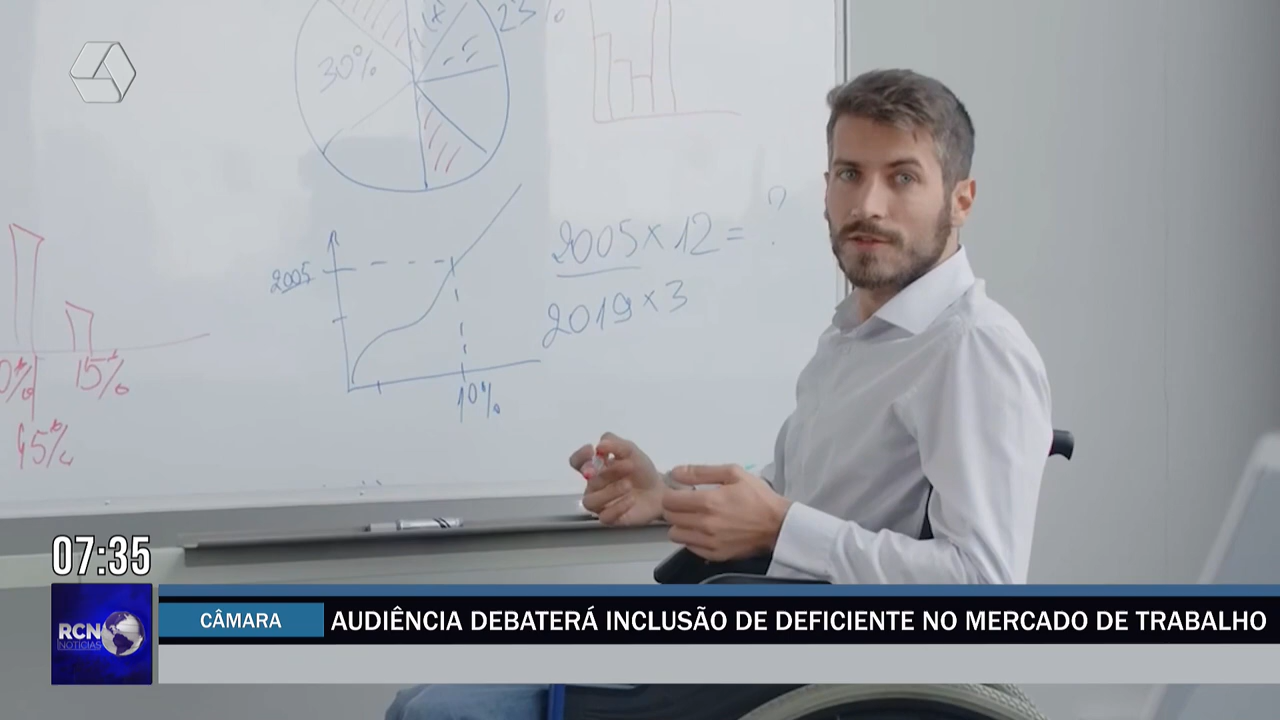 30%
23%
2005
2005 x 12 = ?
2019 x 3
15%
45%
10%
07:35
RCN
NOTÍCIAS
CÂMARA
AUDIÊNCIA DEBATERÁ INCLUSÃO DE DEFICIENTE NO MERCADO DE TRABALHO